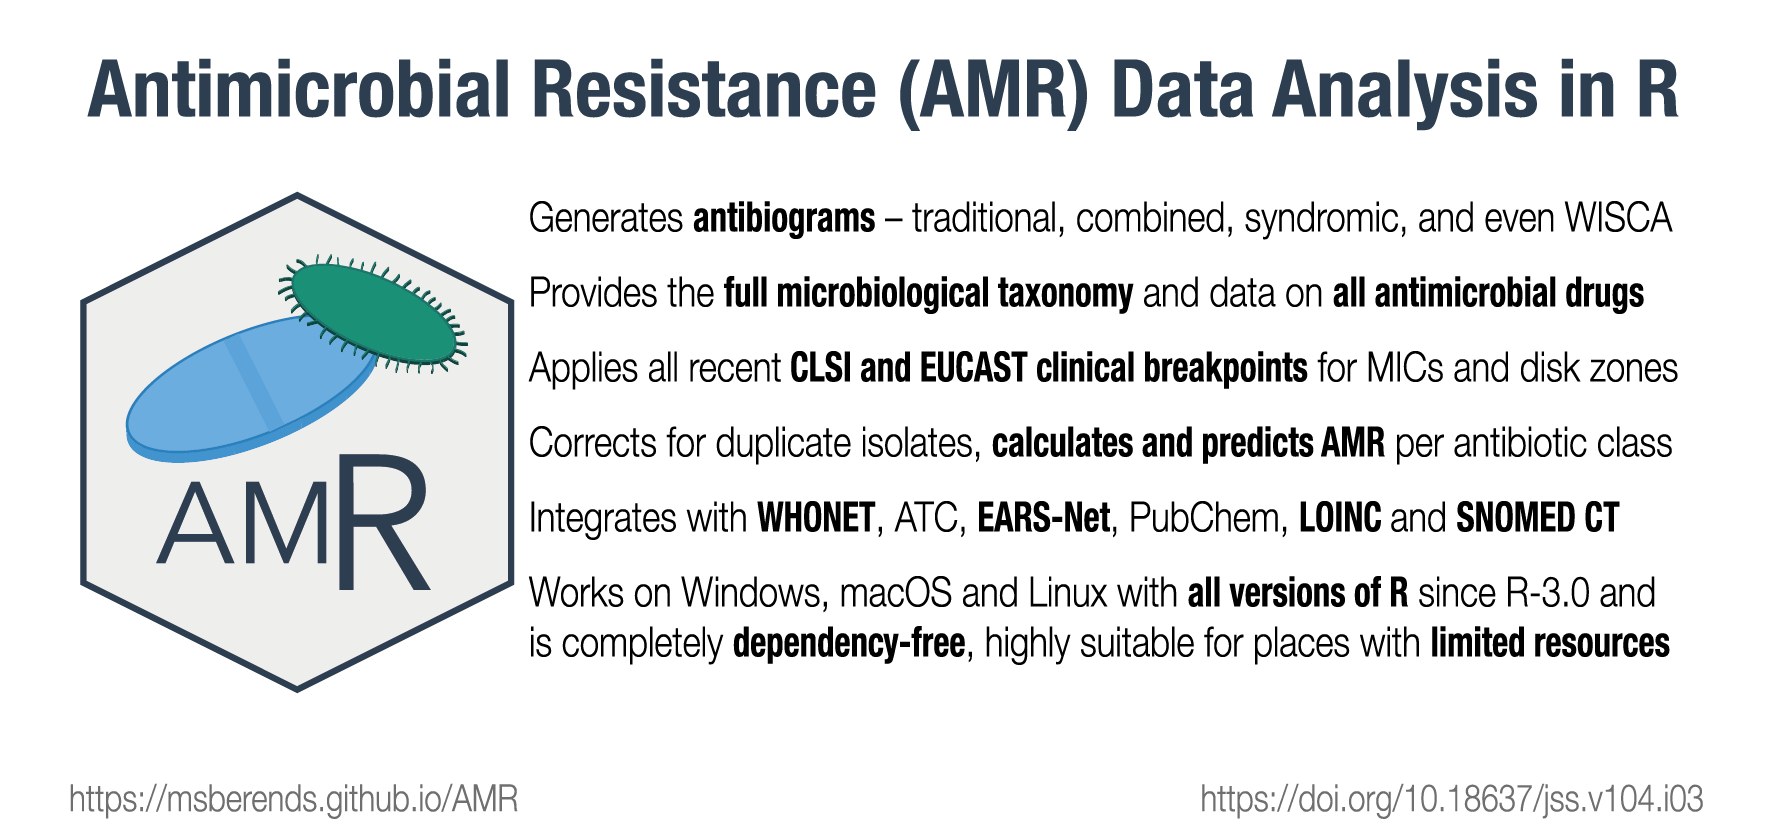 Antimicrobial Resistance (AMR) Data Analysis in R
Generates antibiograms – traditional, combined, syndromic, and even WISCA
Provides the full microbiological taxonomy and data on all antimicrobial drugs
Applies all recent CLSI and EUCAST clinical breakpoints for MICs and disk zones
Corrects for duplicate isolates, calculates and predicts AMR per antibiotic class
Integrates with WHONET, ATC, EARS-Net, PubChem, LOINC and SNOMED CT
Works on Windows, macOS and Linux with all versions of R since R-3.0 and
is completely dependency-free, highly suitable for places with limited resources
AMR
https://msberends.github.io/AMR
https://doi.org/10.18637/jss.v104.i03